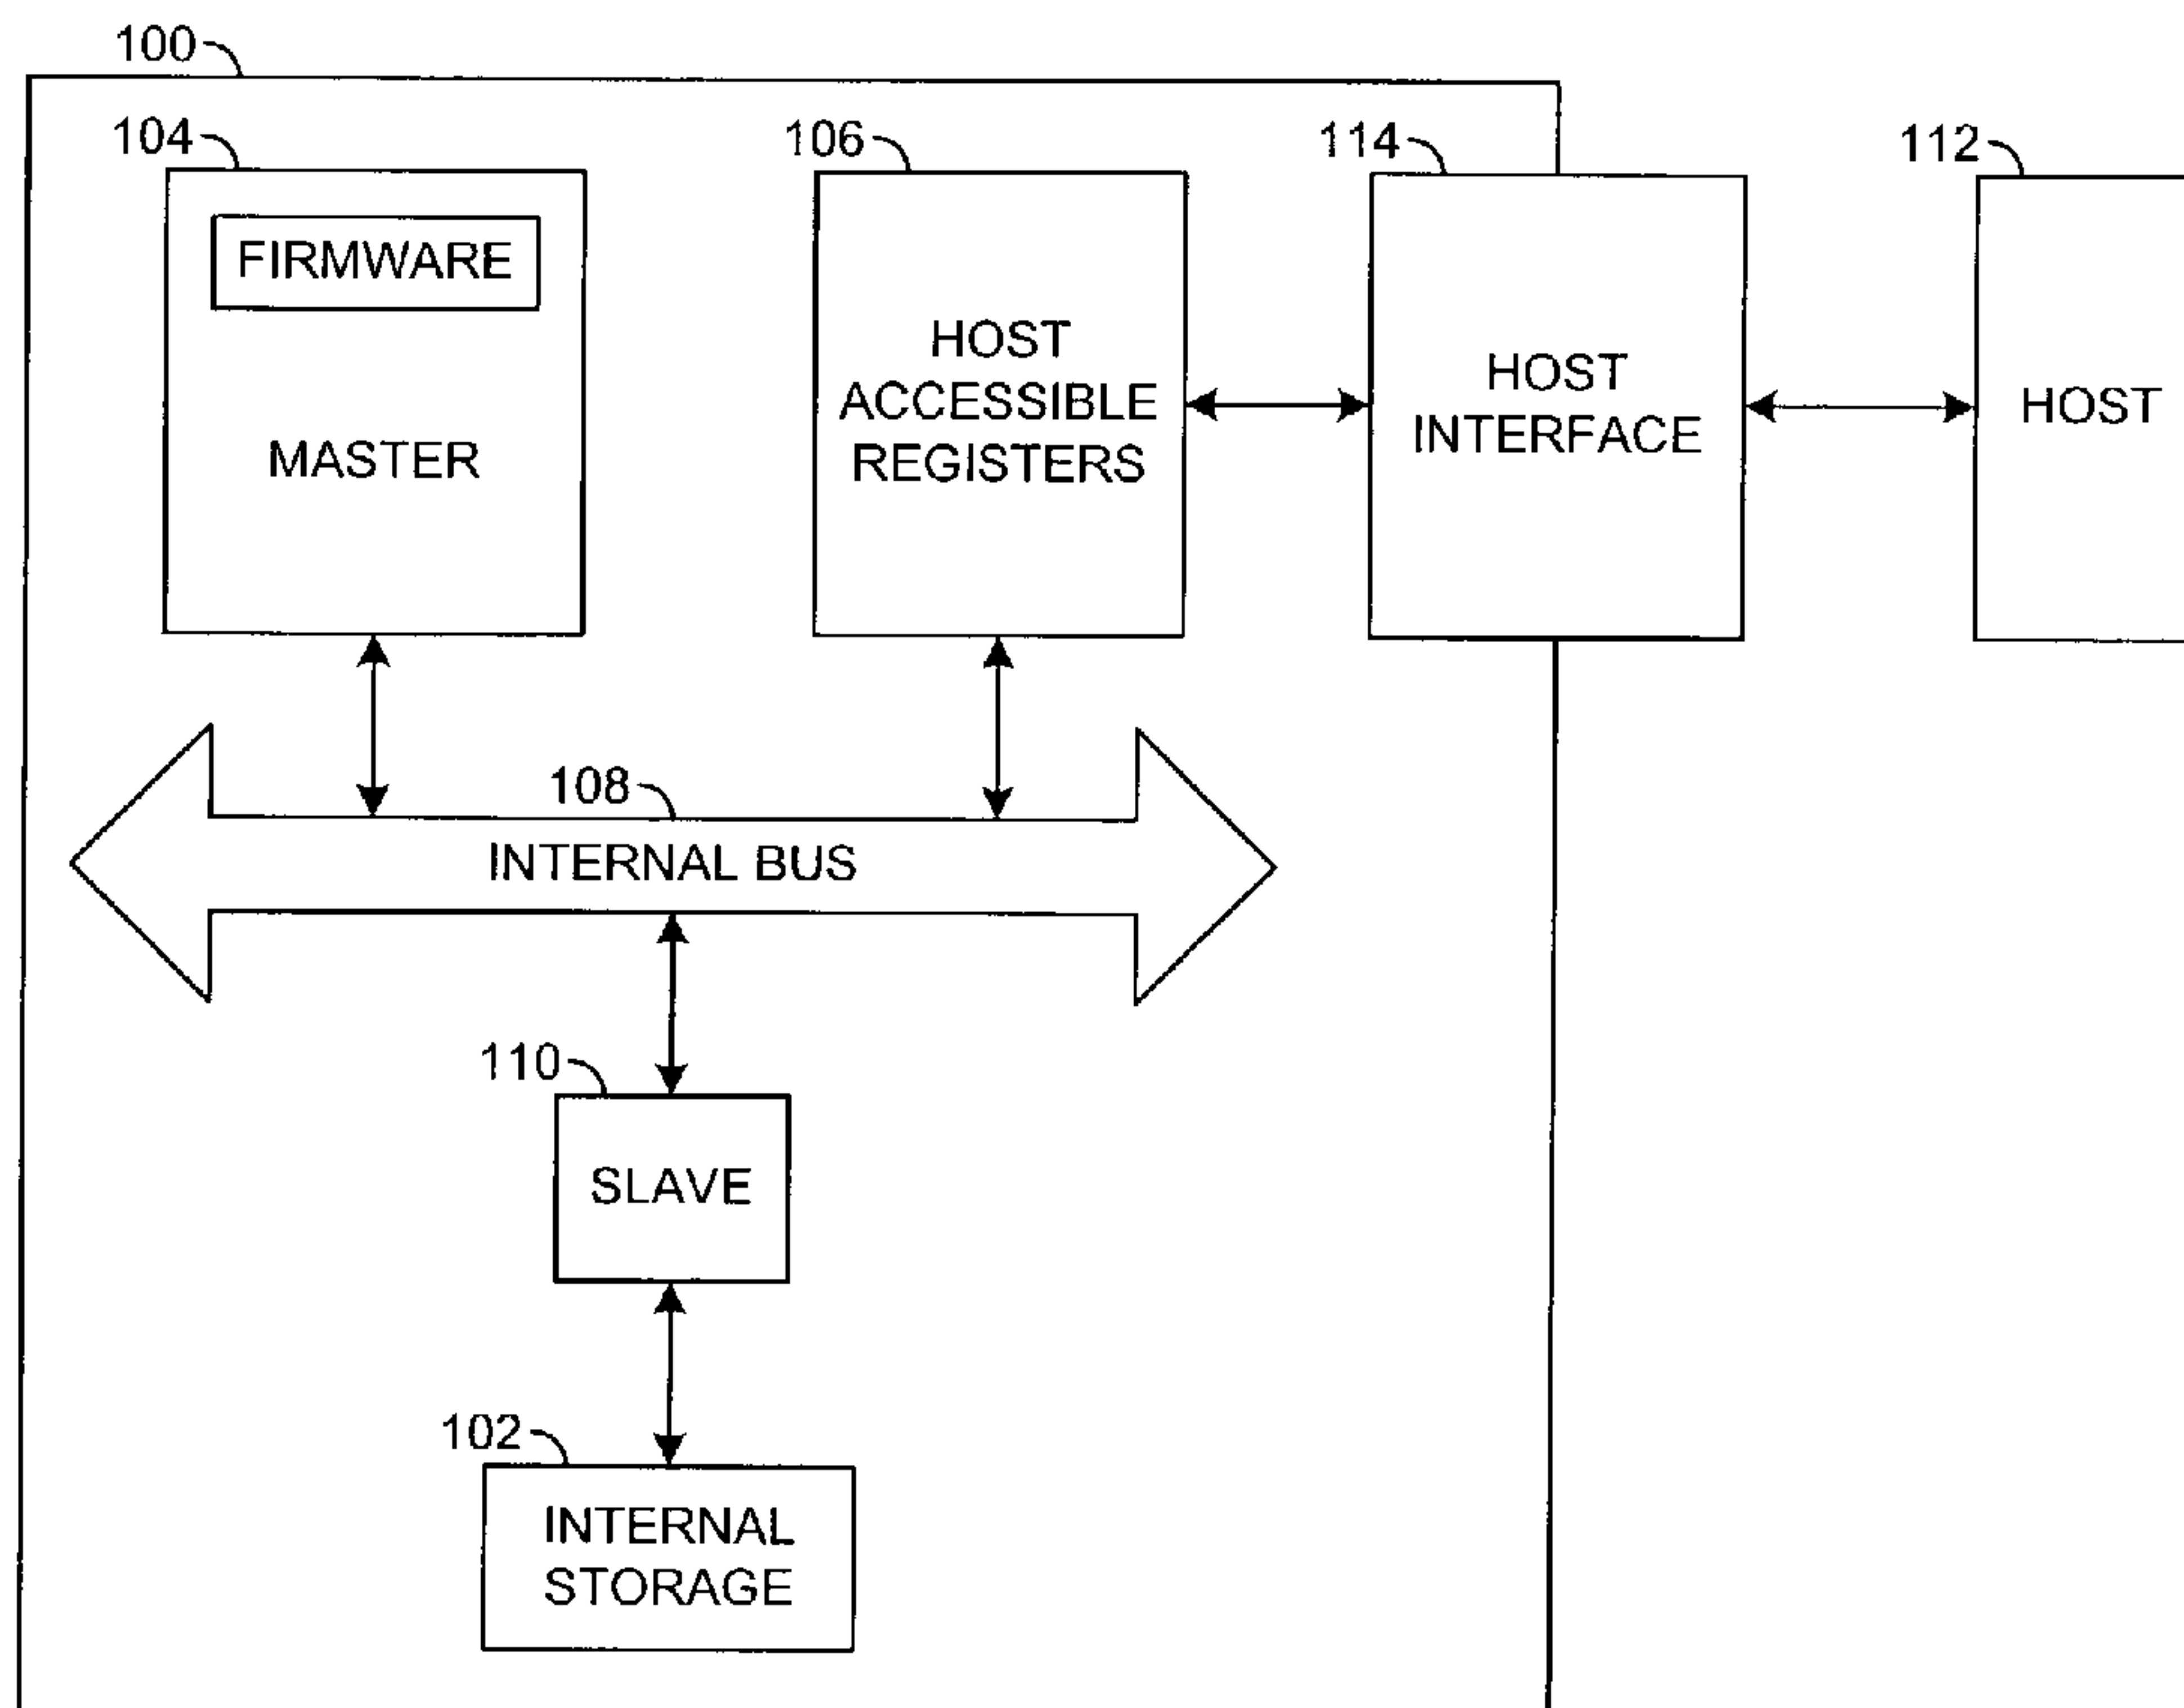 100
104
106
114
112
FIRMWARE
MASTER
HOST
ACCESSIBLE
REGISTERS
HOST
INTERFACE
HOST
108
INTERNAL BUS
110
SLAVE
102
INTERNAL
STORAGE